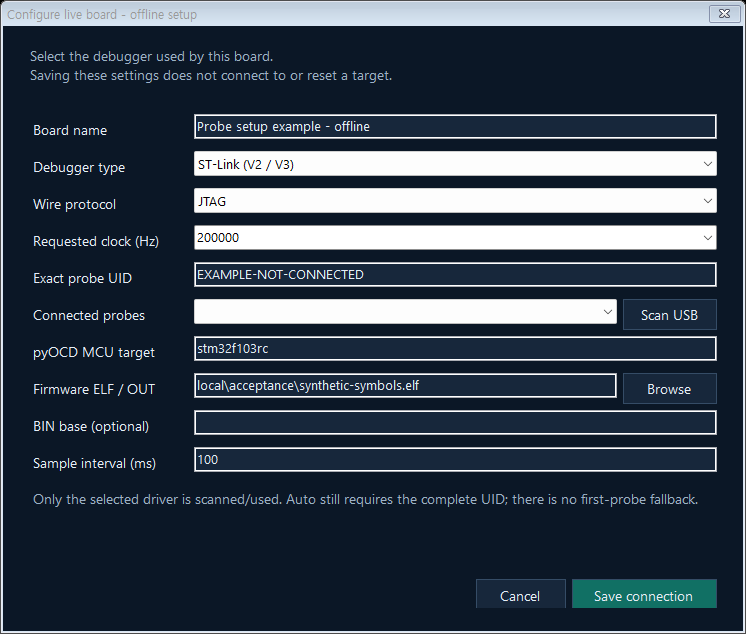 Configure live board - offline setup
Select the debugger used by this board.
Saving these settings does not connect to or reset a target.
Board name
Probe setup example - offline
Debugger type
ST-Link (V2 / V3)
Wire protocol
JTAG
Requested clock (Hz)
200000
Exact probe UID
EXAMPLE-NOT-CONNECTED
Connected probes
Scan USB
pyOCD MCU target
stm32f103rc
Firmware ELF / OUT
local\acceptance\synthetic-symbols.elf
Browse
BIN base (optional)
Sample interval (ms)
100
Only the selected driver is scanned/used. Auto still requires the complete UID; there is no first-probe fallback.
Cancel
Save connection